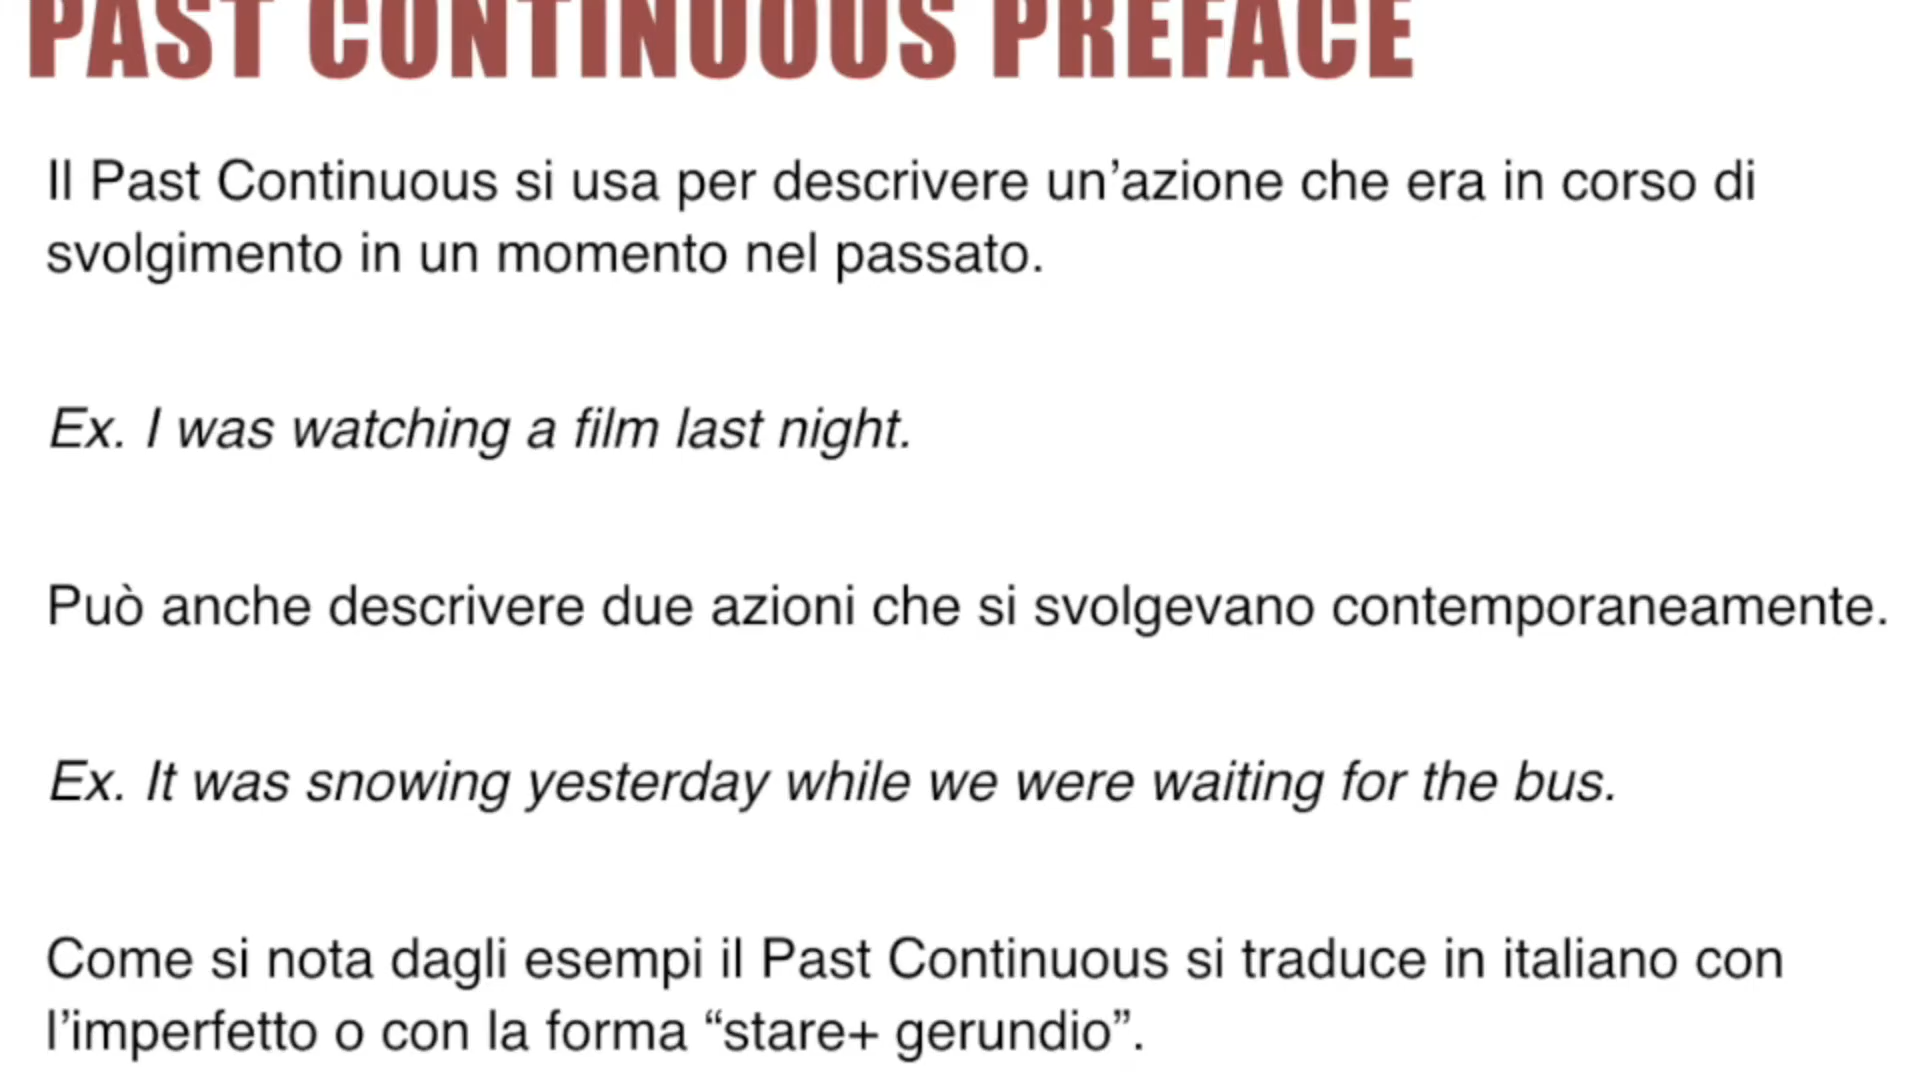 PAST CONTINUOUS PREFACE
Il Past Continuous si usa per descrivere un’azione che era in corso di
svolgimento in un momento nel passato.
Ex. I was watching a film last night.
Può anche descrivere due azioni che si svolgevano contemporaneamente.
Ex. It was snowing yesterday while we were waiting for the bus.
Come si nota dagli esempi il Past Continuous si traduce in italiano con
l’imperfetto o con la forma “stare+ gerundio”.